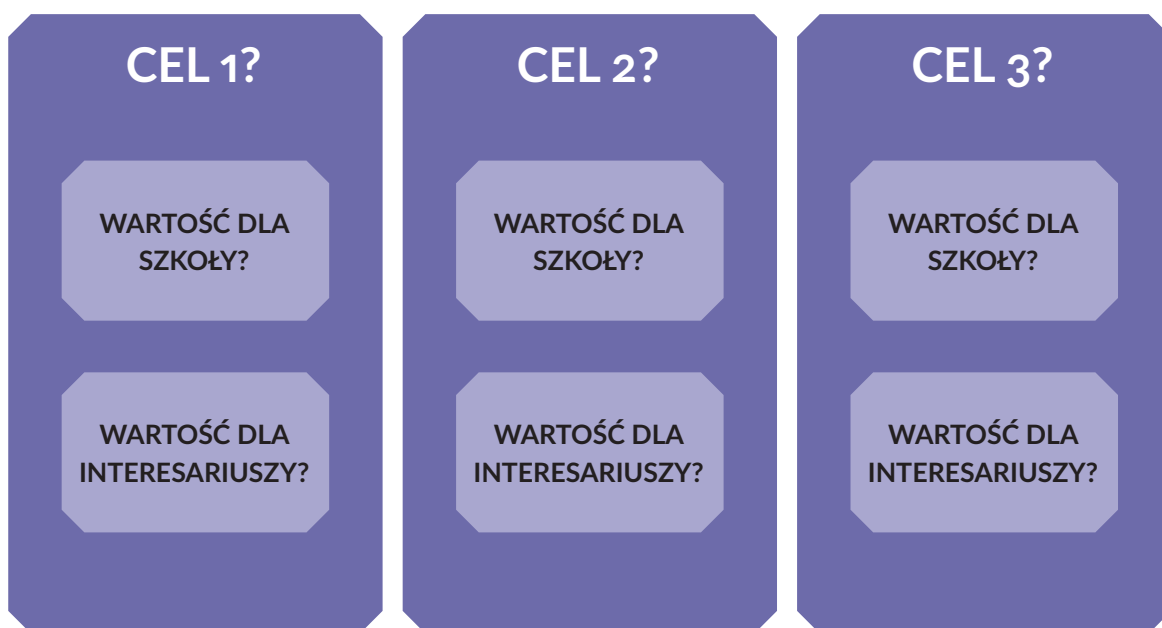 CEL 1?
WARTOŚĆ DLA
SZKOŁY?
WARTOŚĆ DLA
INTERESARIUSZY?
CEL 2?
WARTOŚĆ DLA
SZKOŁY?
WARTOŚĆ DLA
INTERESARIUSZY?
CEL 3?
WARTOŚĆ DLA
SZKOŁY?
WARTOŚĆ DLA
INTERESARIUSZY?